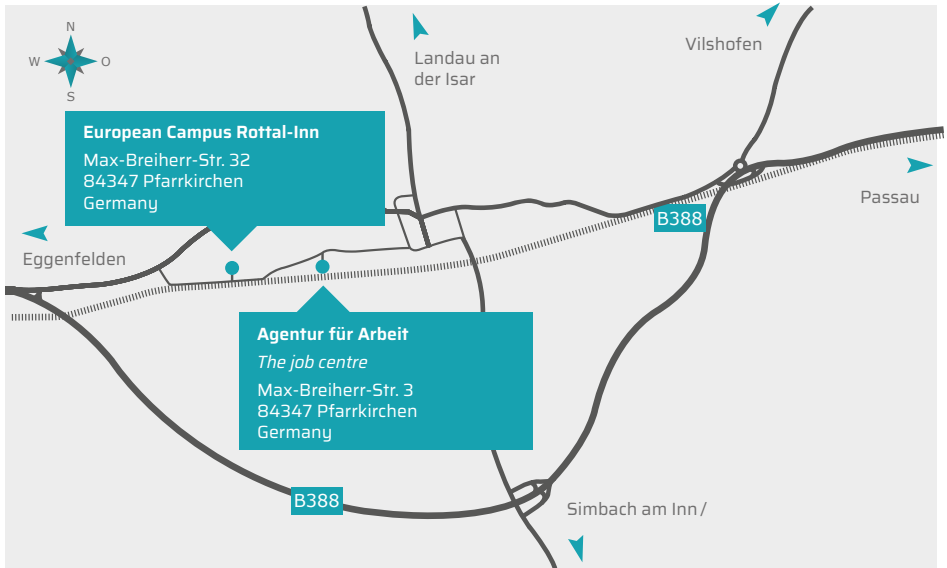 N
W
O
S
Landau an
der Isar
Vilshofen
European Campus Rottal-Inn
Max-Breiherr-Str. 32
84347 Pfarrkirchen
Germany
Passau
B388
Eggenfelden
Agentur für Arbeit
The job centre
Max-Breiherr-Str. 3
84347 Pfarrkirchen
Germany
B388
Simbach am Inn /